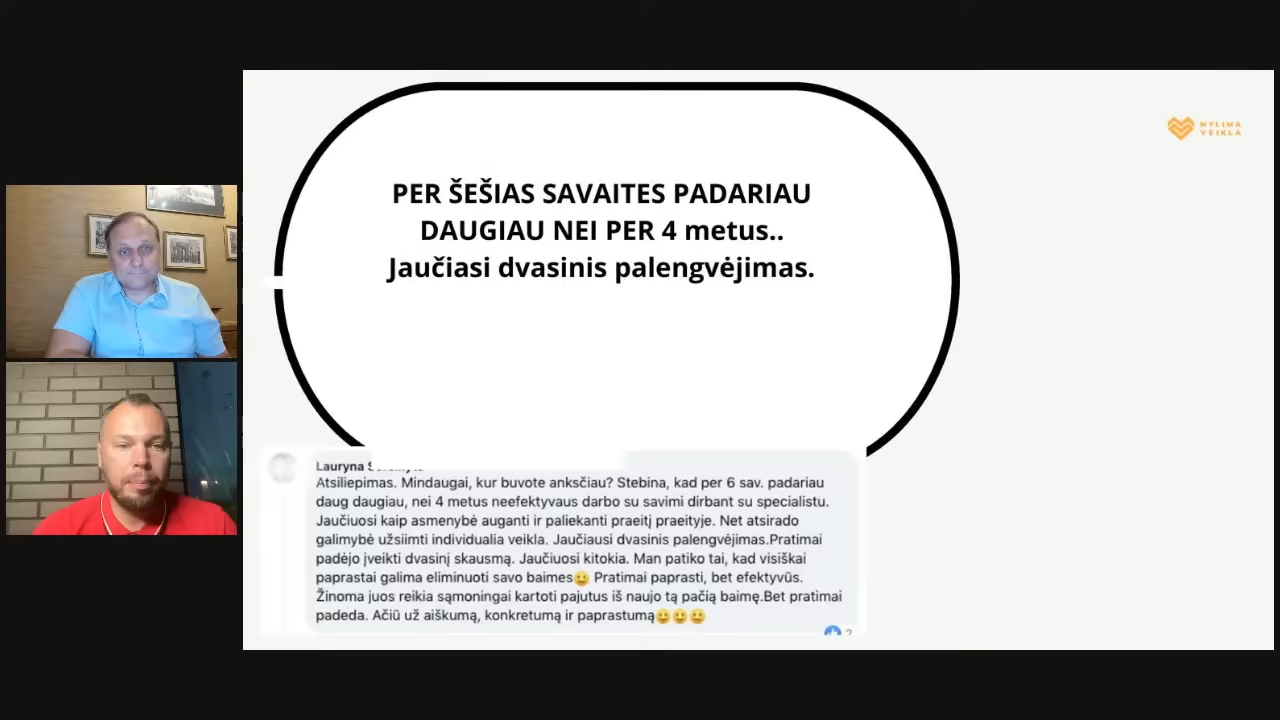 MYLIMA
VEIKLA
PER ŠEŠIAS SAVAITES PADARIAU
DAUGIAU NEI PER 4 metus..
Jaučiasi dvasinis palengvėjimas.
Lauryna
Atsiliepimas. Mindaugai, kur buvote anksčiau? Stebina, kad per 6 sav. padariau
daug daugiau, nei 4 metus neefektyvaus darbo su savimi dirbant su specialistu.
Jaučiuosi kaip asmenybė auganti ir paliekanti praeitį praeityje. Net atsirado
galimybė užsiimti individualia veikla. Jaučiausi dvasinis palengvėjimas.Pratimai
padėjo įveikti dvasinį skausmą. Jaučiuosi kitokia. Man patiko tai, kad visiškai
paprastai galima eliminuoti savo baimes😀 Pratimai paprasti, bet efektyvūs.
Žinoma juos reikia sąmoningai kartoti pajutus iš naujo tą pačią baimę.Bet pratimai
padeda. Ačiū už aiškumą, konkretumą ir paprastumą😀😀😀
2